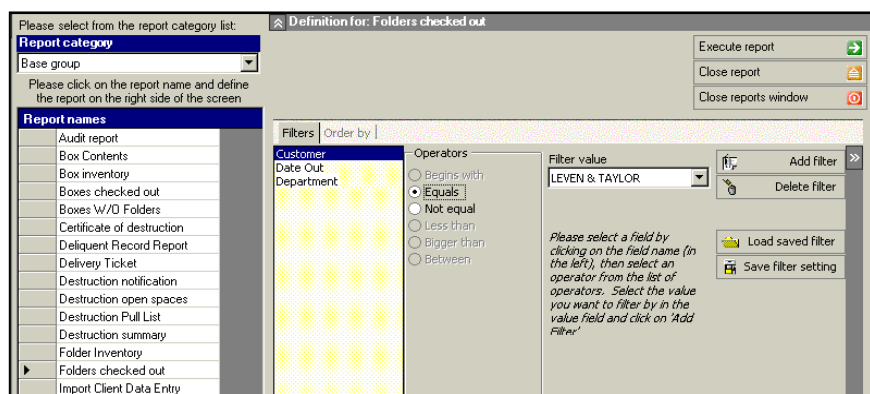 Please select from the report category list:
Report category
Base group
Please click on the report name and define
the report on the right side of the screen
Report names
Audit report
Box Contents
Box inventory
Boxes checked out
Boxes W/O Folders
Certificate of destruction
Deliquent Record Report
Delivery Ticket
Destruction notification
Destruction open spaces
Destruction Pull List
Destruction summary
Folder Inventory
Folders checked out
Import Client Data Entry
Definition for: Folders checked out
Execute report
Close report
Close reports window
Filters
Order by
Customer
Date Out
Department
Operators
Begins with
Equals
Not equal
Less than
Bigger than
Between
Filter value
LEVEN & TAYLOR
Please select a field by
clicking on the field name (in
the left), then select an
operator from the list of
operators. Select the value
you want to filter by in the
value field and click on 'Add
Filter'
Add filter
Delete filter
Load saved filter
Save filter setting